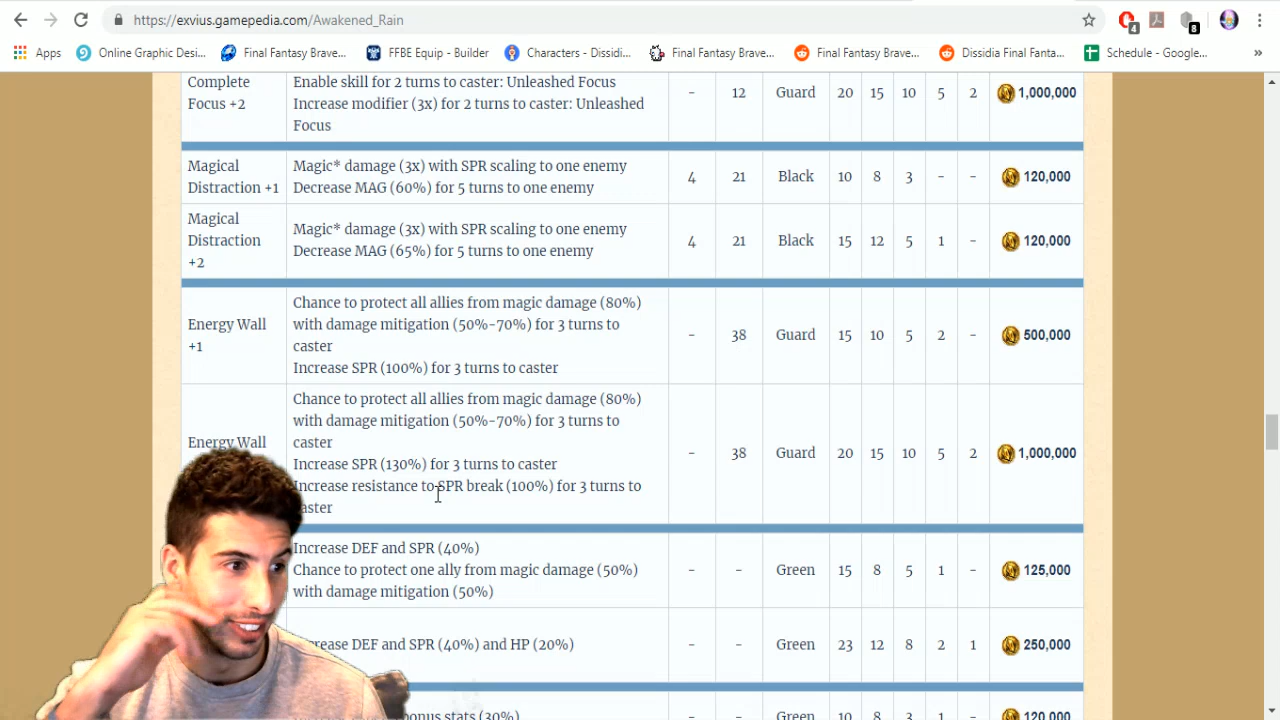 https://exvius.gamepedia.com/Awakened_Rain
4
8
Apps
Online Graphic Desi...
Final Fantasy Brave...
FFBE Equip - Builder
Characters - Dissidi...
Final Fantasy Brave...
Final Fantasy Brave...
Dissidia Final Fanta...
Schedule - Google...
»
Complete
Focus +2
Enable skill for 2 turns to caster: Unleashed Focus
Increase modifier (3x) for 2 turns to caster: Unleashed
Focus
- 12 Guard 20 15 10 5 2 1,000,000
Magical
Distraction +1
Magic* damage (3x) with SPR scaling to one enemy
Decrease MAG (60%) for 5 turns to one enemy
4 21 Black 10 8 3 - - 120,000
Magical
Distraction
+2
Magic* damage (3x) with SPR scaling to one enemy
Decrease MAG (65%) for 5 turns to one enemy
4 21 Black 15 12 5 1 - 120,000
Energy Wall
+1
Chance to protect all allies from magic damage (80%)
with damage mitigation (50%-70%) for 3 turns to
caster
Increase SPR (100%) for 3 turns to caster
- 38 Guard 15 10 5 2 - 500,000
Energy Wall
Chance to protect all allies from magic damage (80%)
with damage mitigation (50%-70%) for 3 turns to
caster
Increase SPR (130%) for 3 turns to caster
Increase resistance to SPR break (100%) for 3 turns to
caster
- 38 Guard 20 15 10 5 2 1,000,000
Increase DEF and SPR (40%)
Chance to protect one ally from magic damage (50%)
with damage mitigation (50%)
- - Green 15 8 5 1 - 125,000
Increase DEF and SPR (40%) and HP (20%)
- - Green 23 12 8 2 1 250,000
bonus stats (30%)
Green 10 8 3 1 120,000